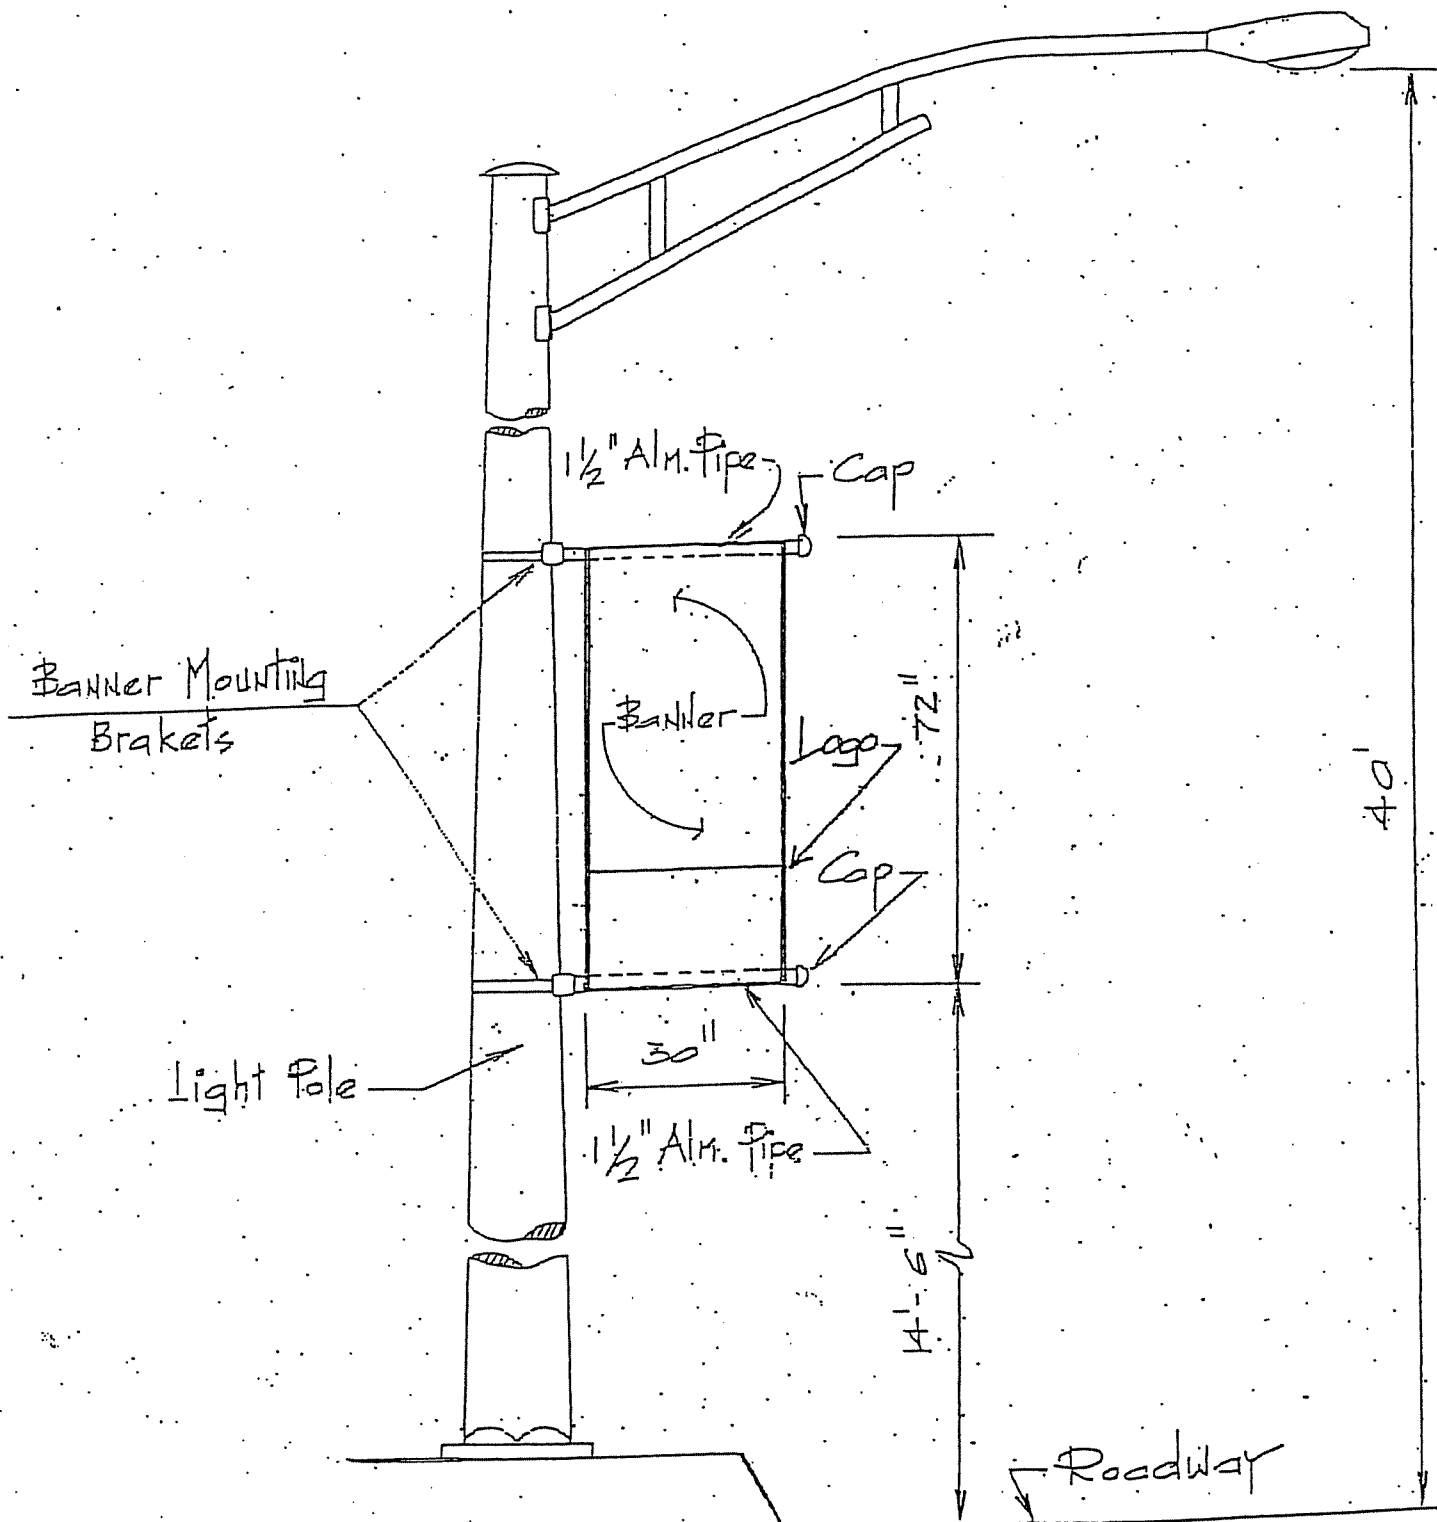 1½" Alm. Pipe
Cap
Banner Mounting
Brakets
Banner
Logo
72"
40'
Cap
30"
Light Pole
1½" Alm. Pipe
14'-6"
Roadway